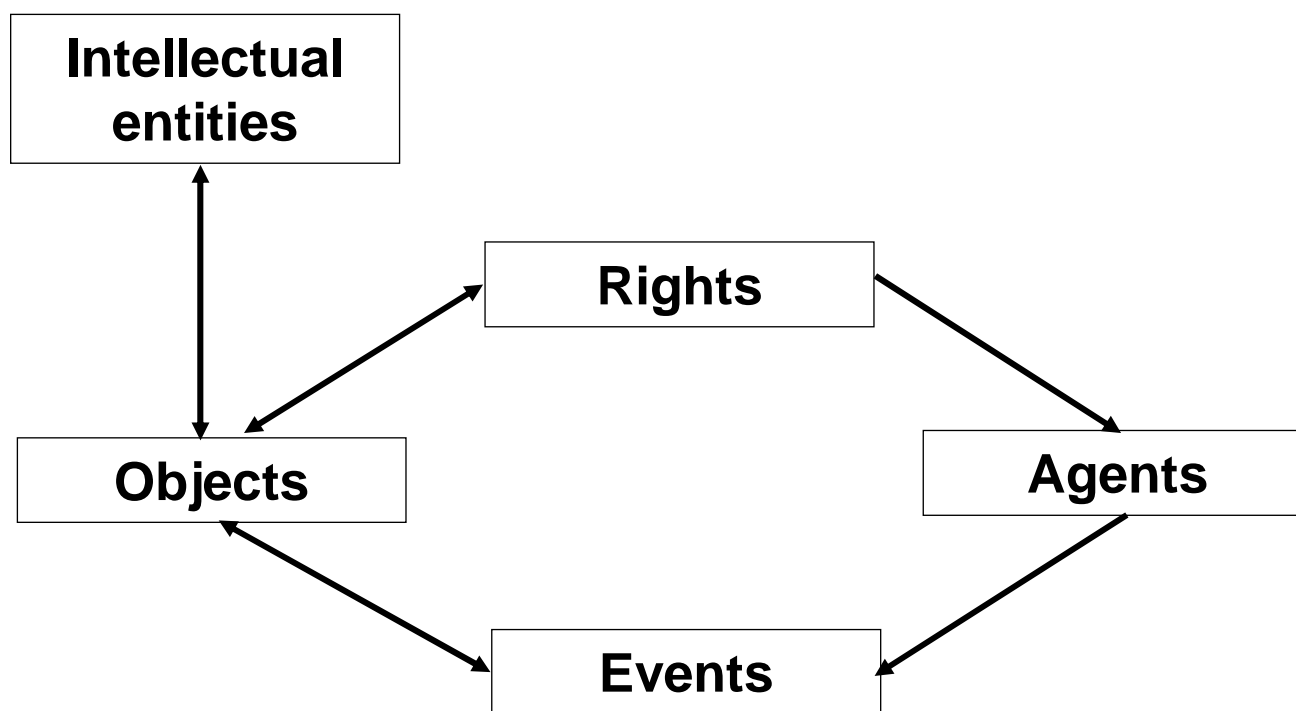 Intellectual
entities
Rights
Objects
Agents
Events